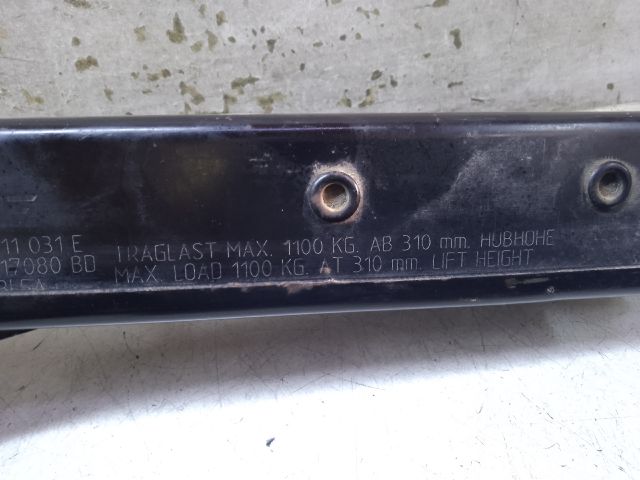 11 031 E TRAGLAST MAX. 1100 KG. AB 310 mm. HUBHÖHE
17080 BD MAX. LOAD 1100 KG. AT 310 mm. LIFT HEIGHT